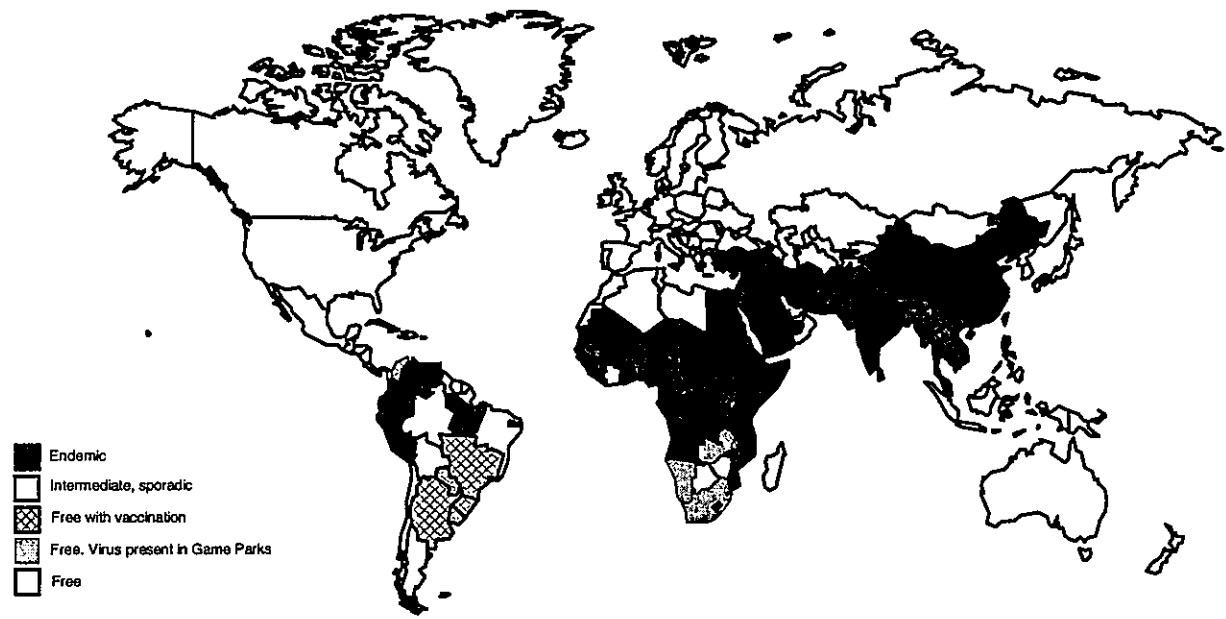 Endemic
Intermediate, sporadic
Free with vaccination
Free. Virus present in Game Parks
Free